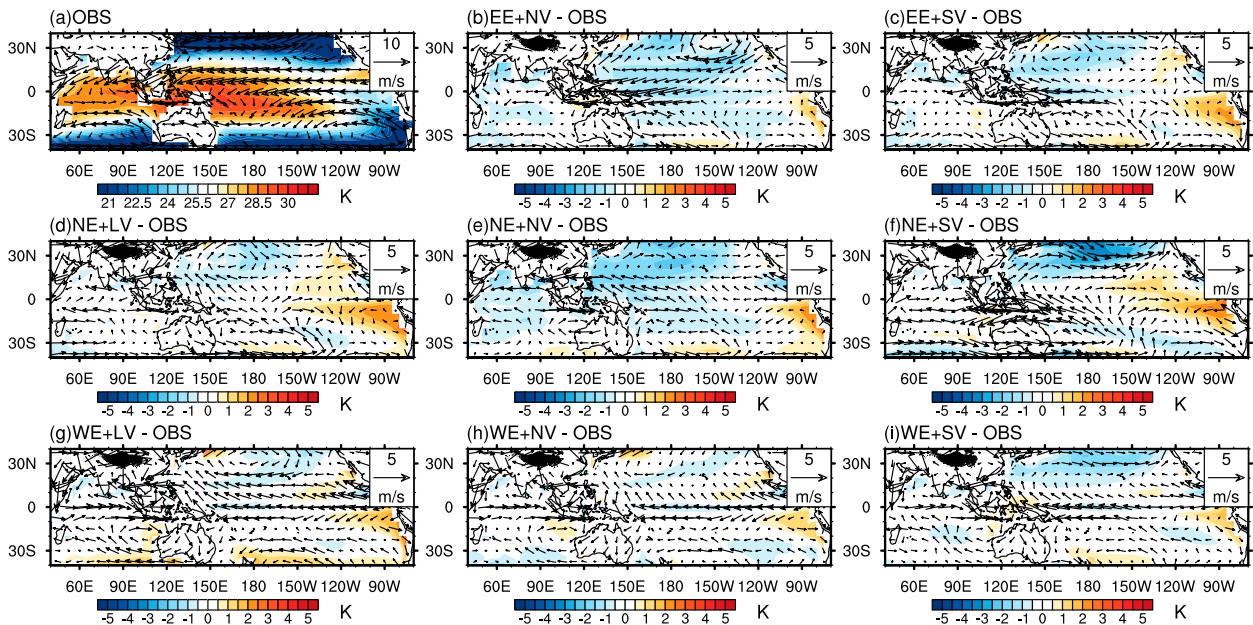 (a)OBS (b)EE+NV - OBS (c)EE+SV - OBS
30N 10 5 5 30N
m/s m/s m/s
0 0
30S 30S
60E 90E 120E 150E 180 150W 120W 90W 60E 90E 120E 150E 180 150W 120W 90W 60E 90E 120E 150E 180 150W 120W 90W
21 22.5 24 25.5 27 28.5 30 K -5 -4 -3 -2 -1 0 1 2 3 4 5 K -5 -4 -3 -2 -1 0 1 2 3 4 5 K
(d)NE+LV - OBS (e)NE+NV - OBS (f)NE+SV - OBS
30N 5 5 5 30N
m/s m/s m/s
0 0
30S 30S
60E 90E 120E 150E 180 150W 120W 90W 60E 90E 120E 150E 180 150W 120W 90W 60E 90E 120E 150E 180 150W 120W 90W
-5 -4 -3 -2 -1 0 1 2 3 4 5 K -5 -4 -3 -2 -1 0 1 2 3 4 5 K -5 -4 -3 -2 -1 0 1 2 3 4 5 K
(g)WE+LV - OBS (h)WE+NV - OBS (i)WE+SV - OBS
30N 5 5 5 30N
m/s m/s m/s
0 0
30S 30S
60E 90E 120E 150E 180 150W 120W 90W 60E 90E 120E 150E 180 150W 120W 90W 60E 90E 120E 150E 180 150W 120W 90W
-5 -4 -3 -2 -1 0 1 2 3 4 5 K -5 -4 -3 -2 -1 0 1 2 3 4 5 K -5 -4 -3 -2 -1 0 1 2 3 4 5 K